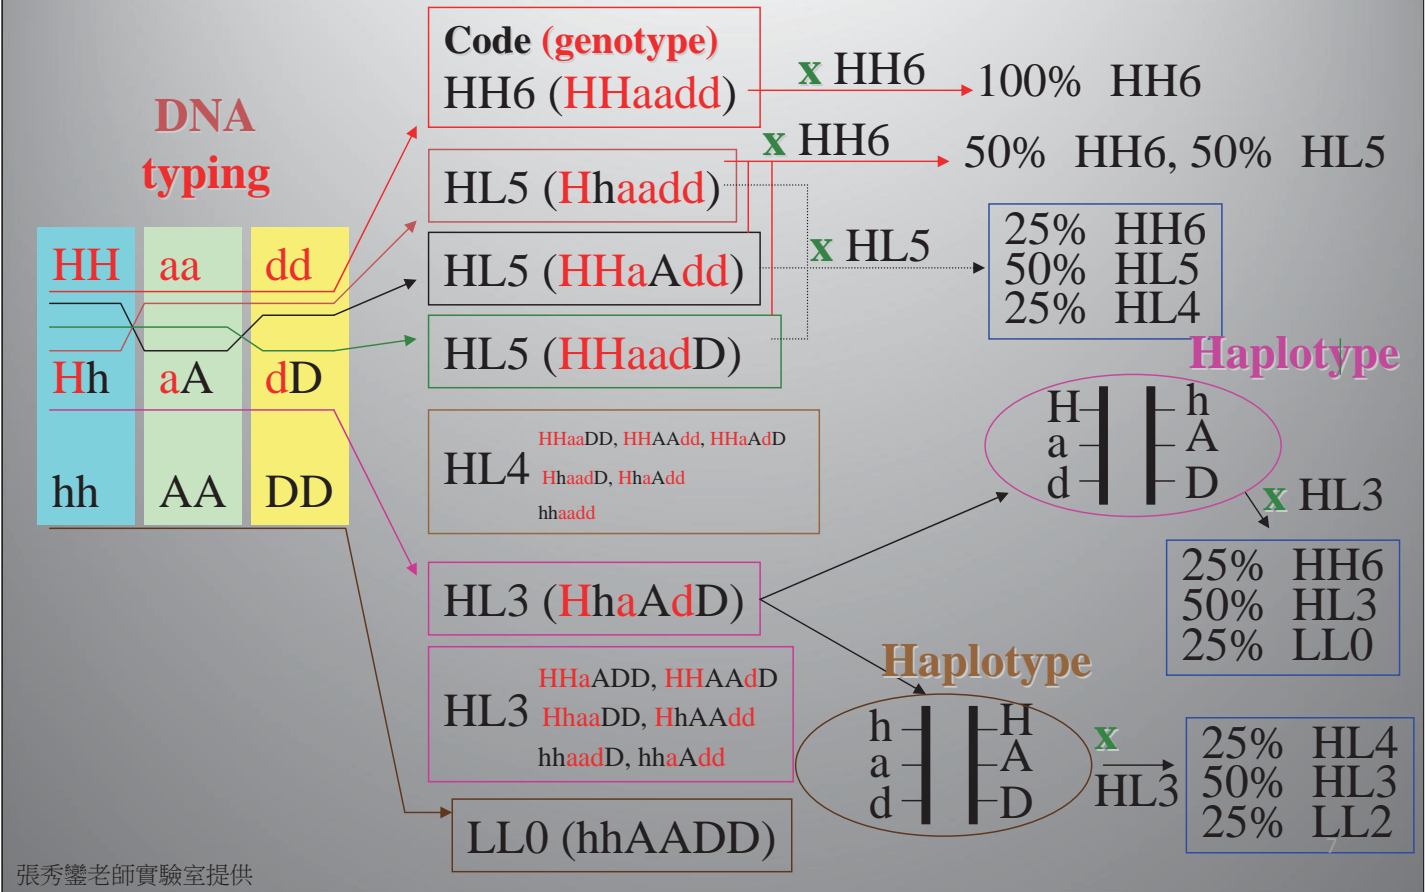 Code (genotype)
HH6 (HHaadd)
x HH6
100% HH6
DNA
typing
x HH6
50% HH6, 50% HL5
HL5 (Hhaadd)
HL5 (HHaAdd)
HL5 (HHaadD)
x HL5
25% HH6
50% HL5
25% HL4
HH aa dd
Hh aA dD
hh AA DD
HL4
HHaaDD, HHAAdd, HHaAdD
HhaadD, HhaAdd
hhaadd
Haplotype
H h
a A
d D
x HL3
25% HH6
50% HL3
25% LL0
HL3 (HhaAdD)
HL3
HHaADD, HHAAdD
HhaaDD, HhAAdd
hhaadD, hhaAdd
Haplotype
h H
a A
d D
x
HL3
25% HL4
50% HL3
25% LL2
LL0 (hhAADD)
7
張秀鑾老師實驗室提供